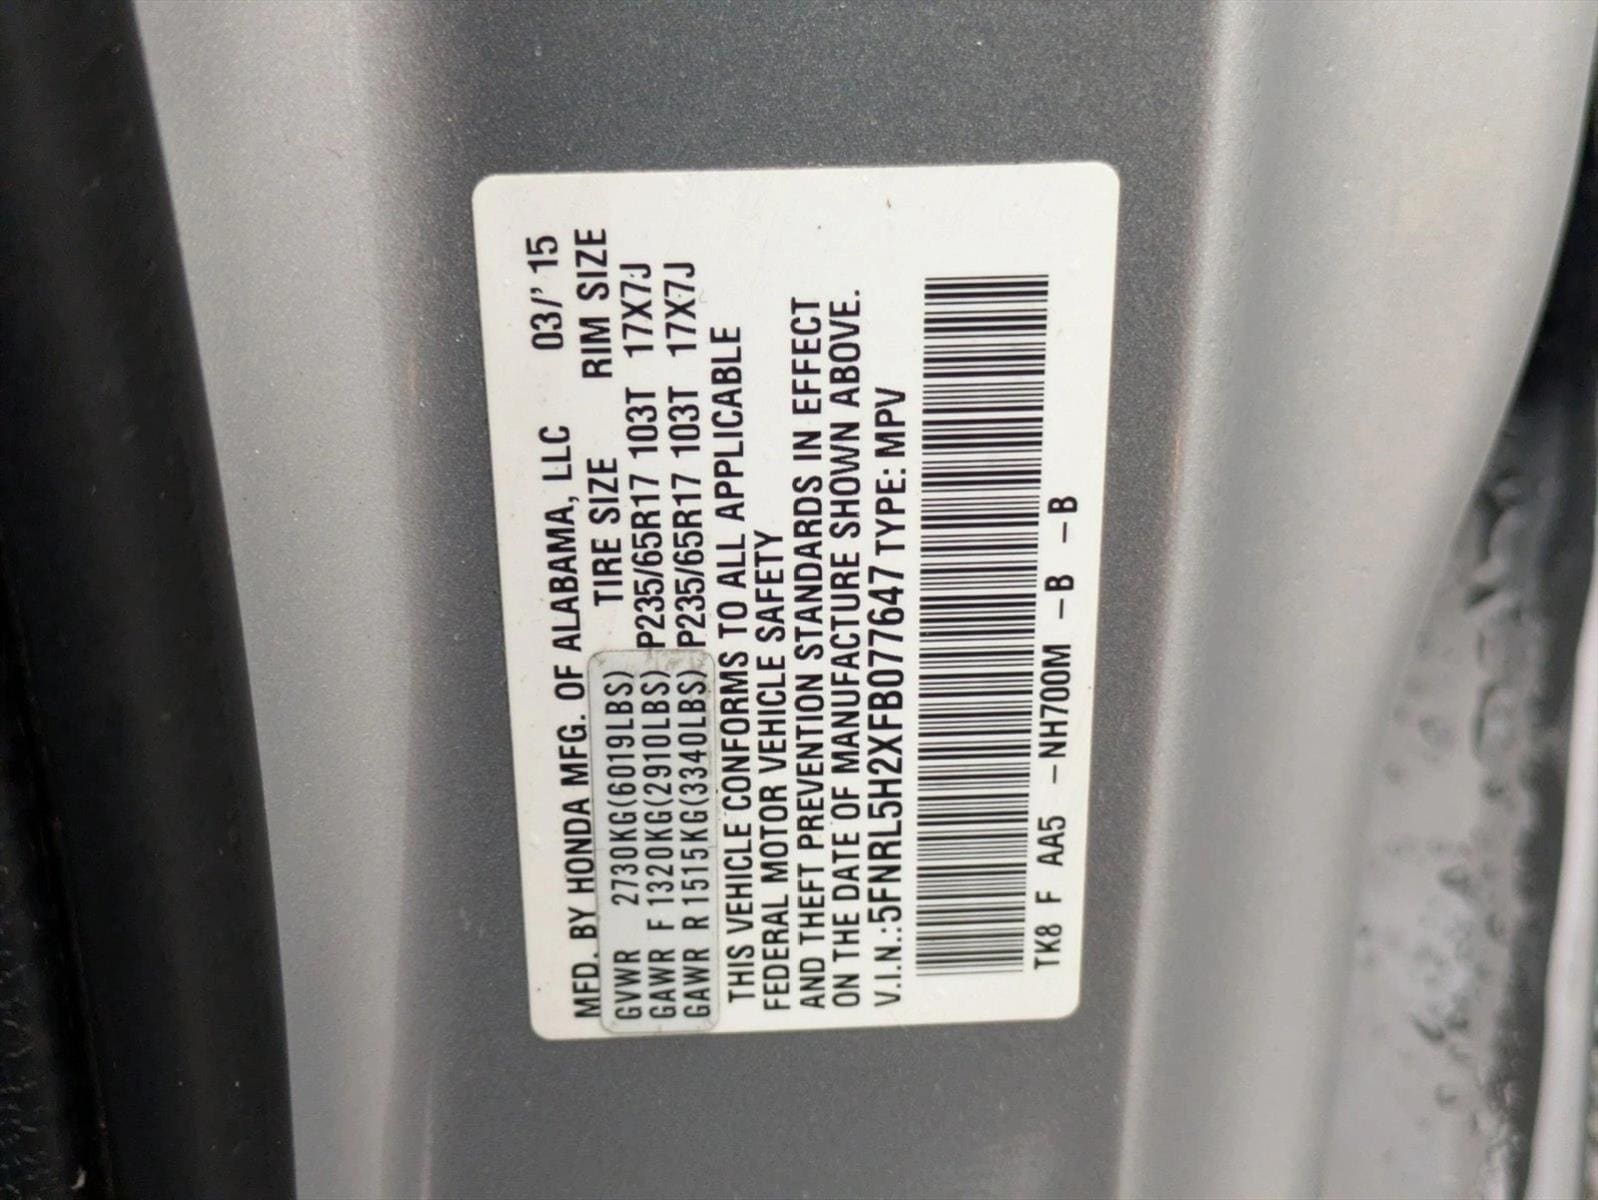 MFD. BY HONDA MFG. OF ALABAMA, LLC 03/' 15
TIRE SIZE RIM SIZE
GVWR 2730KG(6019LBS)
GAWR F 1320KG(2910LBS) P235/65R17 103T 17X7J
GAWR R 1515KG(3340LBS) P235/65R17 103T 17X7J
THIS VEHICLE CONFORMS TO ALL APPLICABLE
FEDERAL MOTOR VEHICLE SAFETY
AND THEFT PREVENTION STANDARDS IN EFFECT
ON THE DATE OF MANUFACTURE SHOWN ABOVE.
V.I.N.:5FNRL5H2XFB077647 TYPE: MPV
TK8 F AA5 -NH700M -B -B